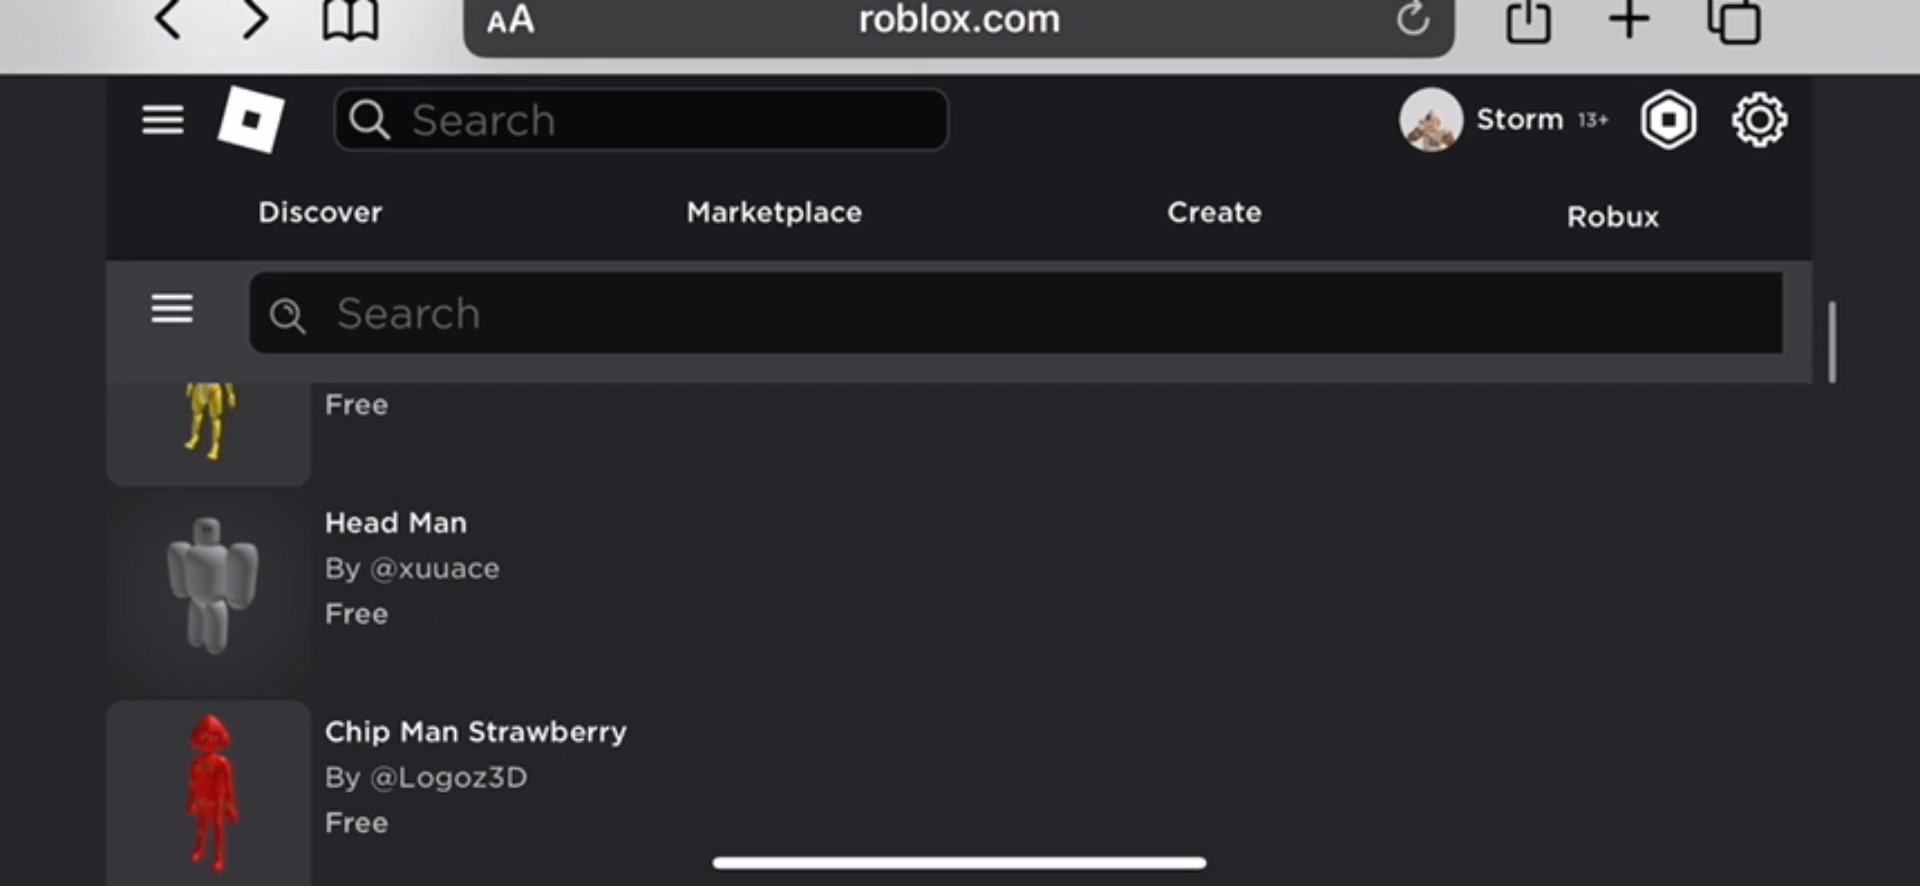 AA
roblox.com
Search
Storm 13+
Discover
Marketplace
Create
Robux
Search
Free
Head Man
By @xuuace
Free
Chip Man Strawberry
By @Logoz3D
Free